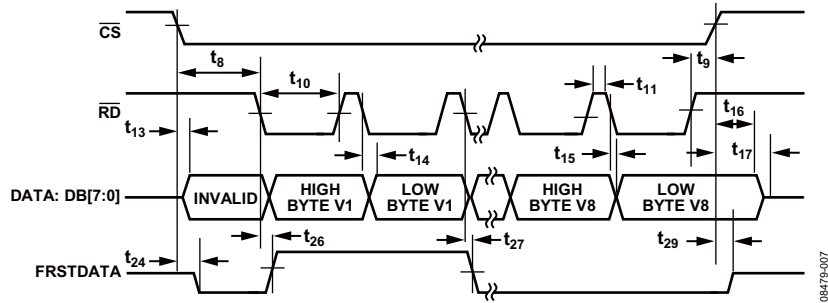 CS
t8
t9
t10
t11
RD
t16
t13
t14
t15
t17
DATA: DB[7:0]
INVALID
HIGH BYTE V1
LOW BYTE V1
HIGH BYTE V8
LOW BYTE V8
t24
t26
t27
t29
FRSTDATA
08479-007